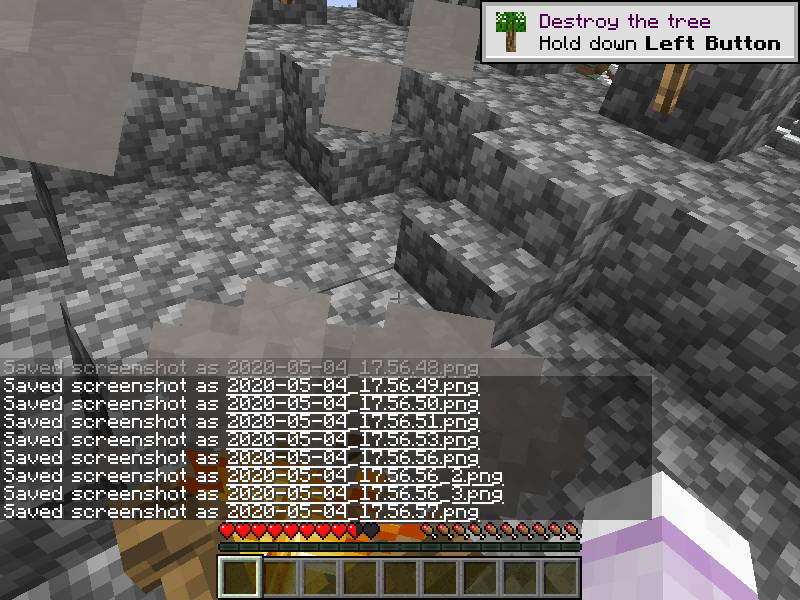 Destroy the tree
Hold down Left Button
Saved screenshot as 2020-05-04_17.56.48.png
Saved screenshot as 2020-05-04_17.56.49.png
Saved screenshot as 2020-05-04_17.56.50.png
Saved screenshot as 2020-05-04_17.56.51.png
Saved screenshot as 2020-05-04_17.56.53.png
Saved screenshot as 2020-05-04_17.56.56.png
Saved screenshot as 2020-05-04_17.56.56_2.png
Saved screenshot as 2020-05-04_17.56.56_3.png
Saved screenshot as 2020-05-04_17.56.57.png